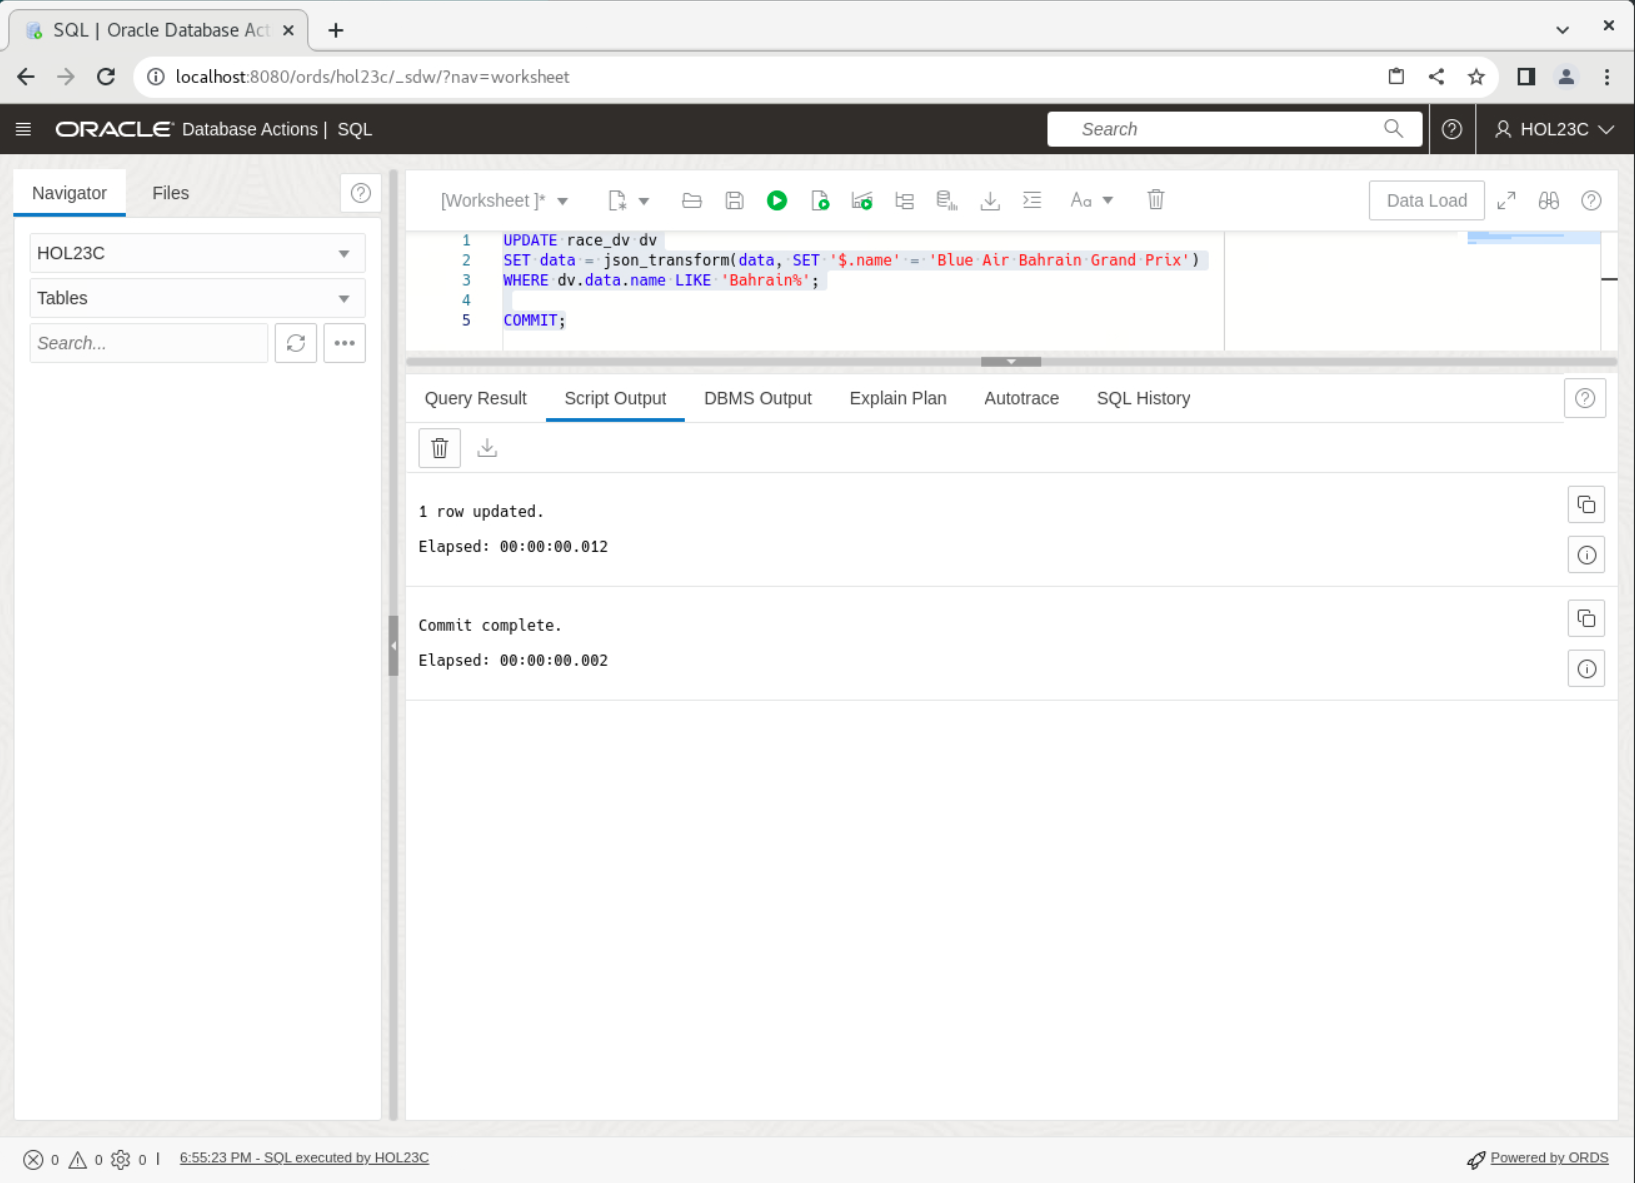 SQL | Oracle Database Act
localhost:8080/ords/hol23c/_sdw/?nav=worksheet
ORACLE Database Actions | SQL
Search
HOL23C
Navigator
Files
HOL23C
Tables
Search...
[Worksheet ]*
Aa
Data Load
1 UPDATE race_dv dv
2 SET data = json_transform(data, SET '$.name' = 'Blue Air Bahrain Grand Prix')
3 WHERE dv.data.name LIKE 'Bahrain%';
4
5 COMMIT;
Query Result
Script Output
DBMS Output
Explain Plan
Autotrace
SQL History
1 row updated.
Elapsed: 00:00:00.012
Commit complete.
Elapsed: 00:00:00.002
0 0 0 | 6:55:23 PM - SQL executed by HOL23C
Powered by ORDS